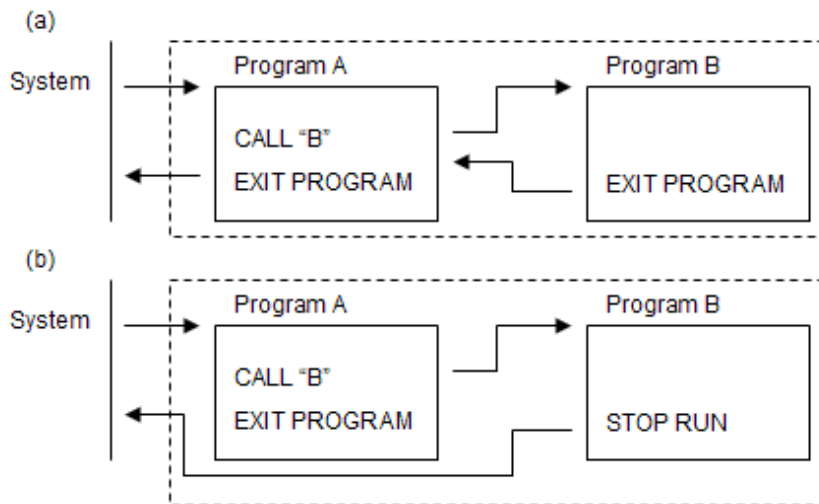 (a)
System
Program A
Program B
CALL “B”
EXIT PROGRAM
EXIT PROGRAM
(b)
System
Program A
Program B
CALL “B”
EXIT PROGRAM
STOP RUN